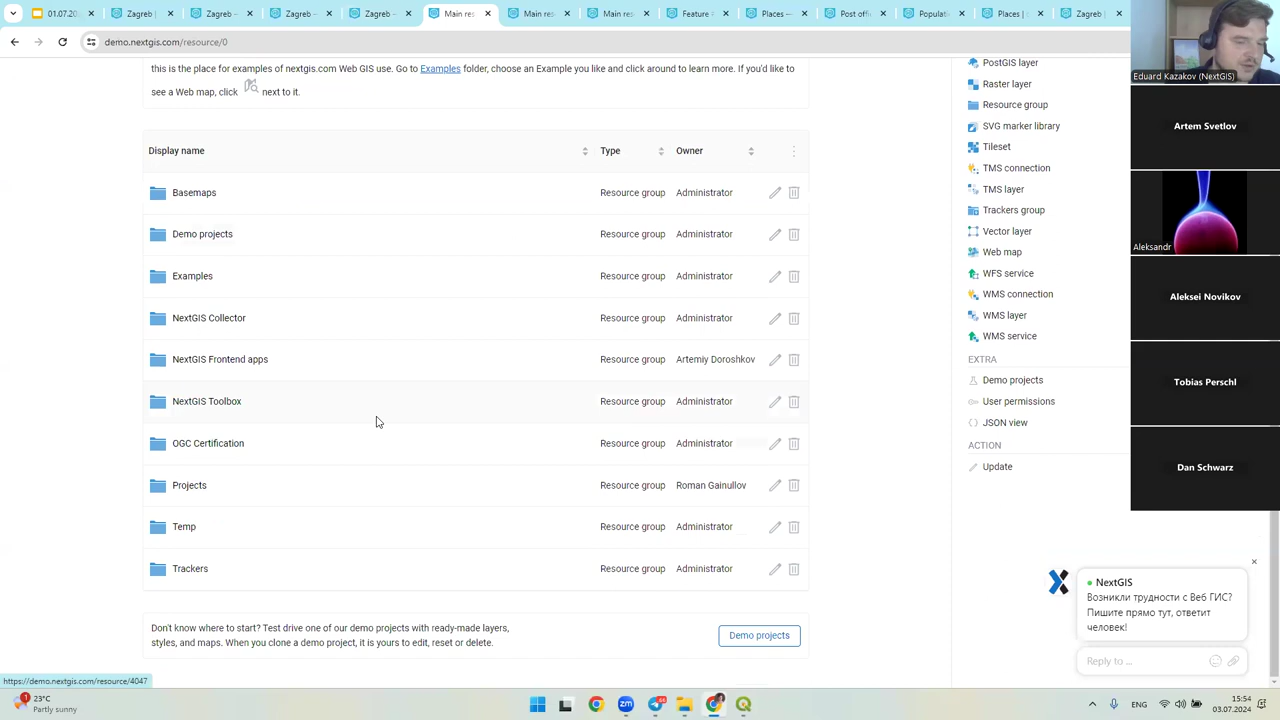 01.07.20
Zagreb |
Zagreb
Zagreb
Zagreb
Main res
Main res
Main res
Feature
Places —
Post offi
Populati
Places |
Zagreb
demo.nextgis.com/resource/0
this is the place for examples of nextgis.com Web GIS use. Go to Examples folder, choose an Example you like and click around to learn more. If you'd like
see a Web map, click next to it.
Display name Type Owner
Basemaps Resource group Administrator
Demo projects Resource group Administrator
Examples Resource group Administrator
NextGIS Collector Resource group Administrator
NextGIS Frontend apps Resource group Artemiy Doroshkov
NextGIS Toolbox Resource group Administrator
OGC Certification Resource group Administrator
Projects Resource group Roman Gainullov
Temp Resource group Administrator
Trackers Resource group Administrator
Don't know where to start? Test drive one of our demo projects with ready-made layers,
styles, and maps. When you clone a demo project, it is yours to edit, reset or delete.
Demo projects
PostGIS layer
Raster layer
Resource group
SVG marker library
Tileset
TMS connection
TMS layer
Trackers group
Vector layer
Web map
WFS service
WMS connection
WMS layer
WMS service
EXTRA
Demo projects
User permissions
JSON view
ACTION
Update
Eduard Kazakov (NextGIS)
Artem Svetlov
Aleksandr
Aleksei Novikov
Tobias Perschl
Dan Schwarz
NextGIS
Возникли трудности с Веб ГИС?
Пишите прямо тут, ответит
человек!
Reply to ...
https://demo.nextgis.com/resource/4047
1
23°C
Partly sunny
zm
ENG
15:54
03.07.2024